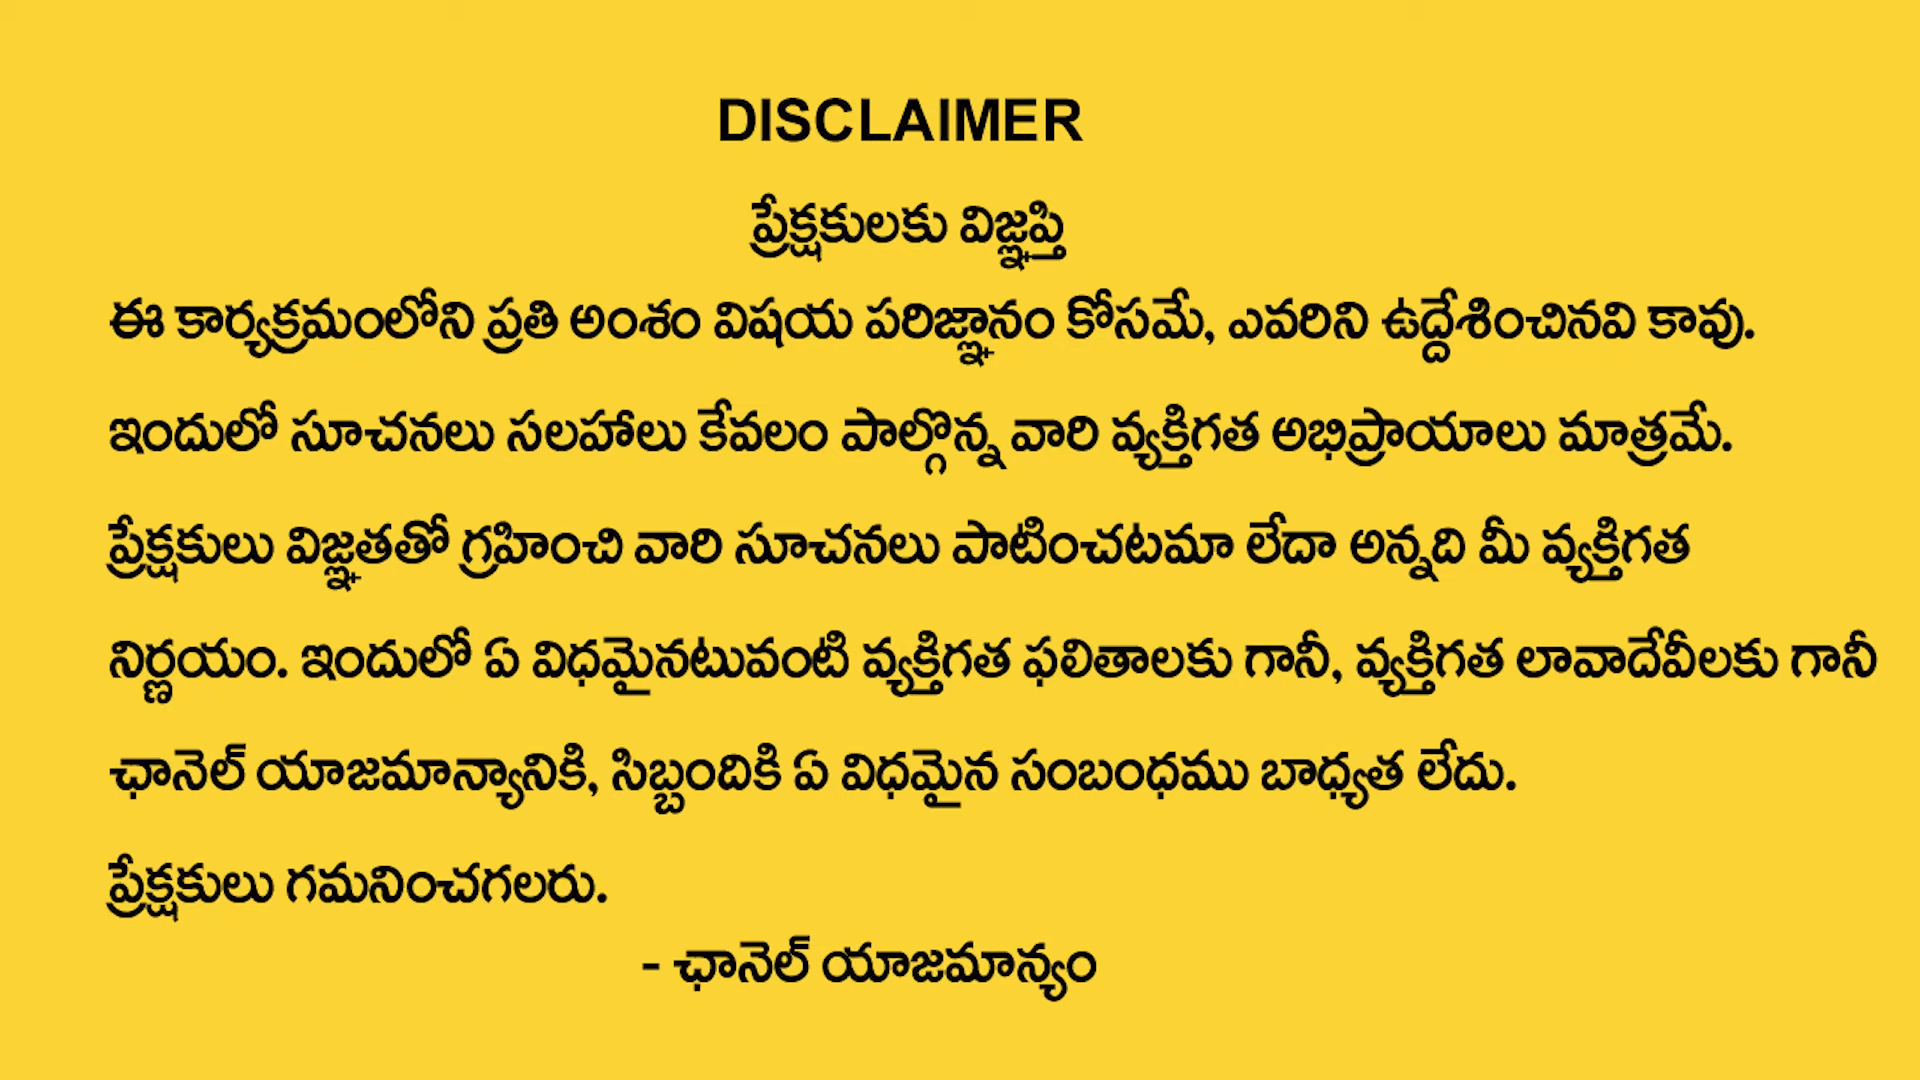 DISCLAIMER
ప్రేక్షకులకు విజ్ఞప్తి
ఈ కార్యక్రమంలోని ప్రతి అంశం విషయ పరిజ్ఞానం కోసమే, ఎవరిని ఉద్దేశించినవి కావు.
ఇందులో సూచనలు సలహాలు కేవలం పాల్గొన్న వారి వ్యక్తిగత అభిప్రాయాలు మాత్రమే.
ప్రేక్షకులు విజ్ఞతతో గ్రహించి వారి సూచనలు పాటించటమా లేదా అన్నది మీ వ్యక్తిగత
నిర్ణయం. ఇందులో ఏ విధమైనటువంటి వ్యక్తిగత ఫలితాలకు గానీ, వ్యక్తిగత లావాదేవీలకు గానీ
ఛానెల్ యాజమాన్యానికి, సిబ్బందికి ఏ విధమైన సంబంధము బాధ్యత లేదు.
ప్రేక్షకులు గమనించగలరు.
- ఛానెల్ యాజమాన్యం